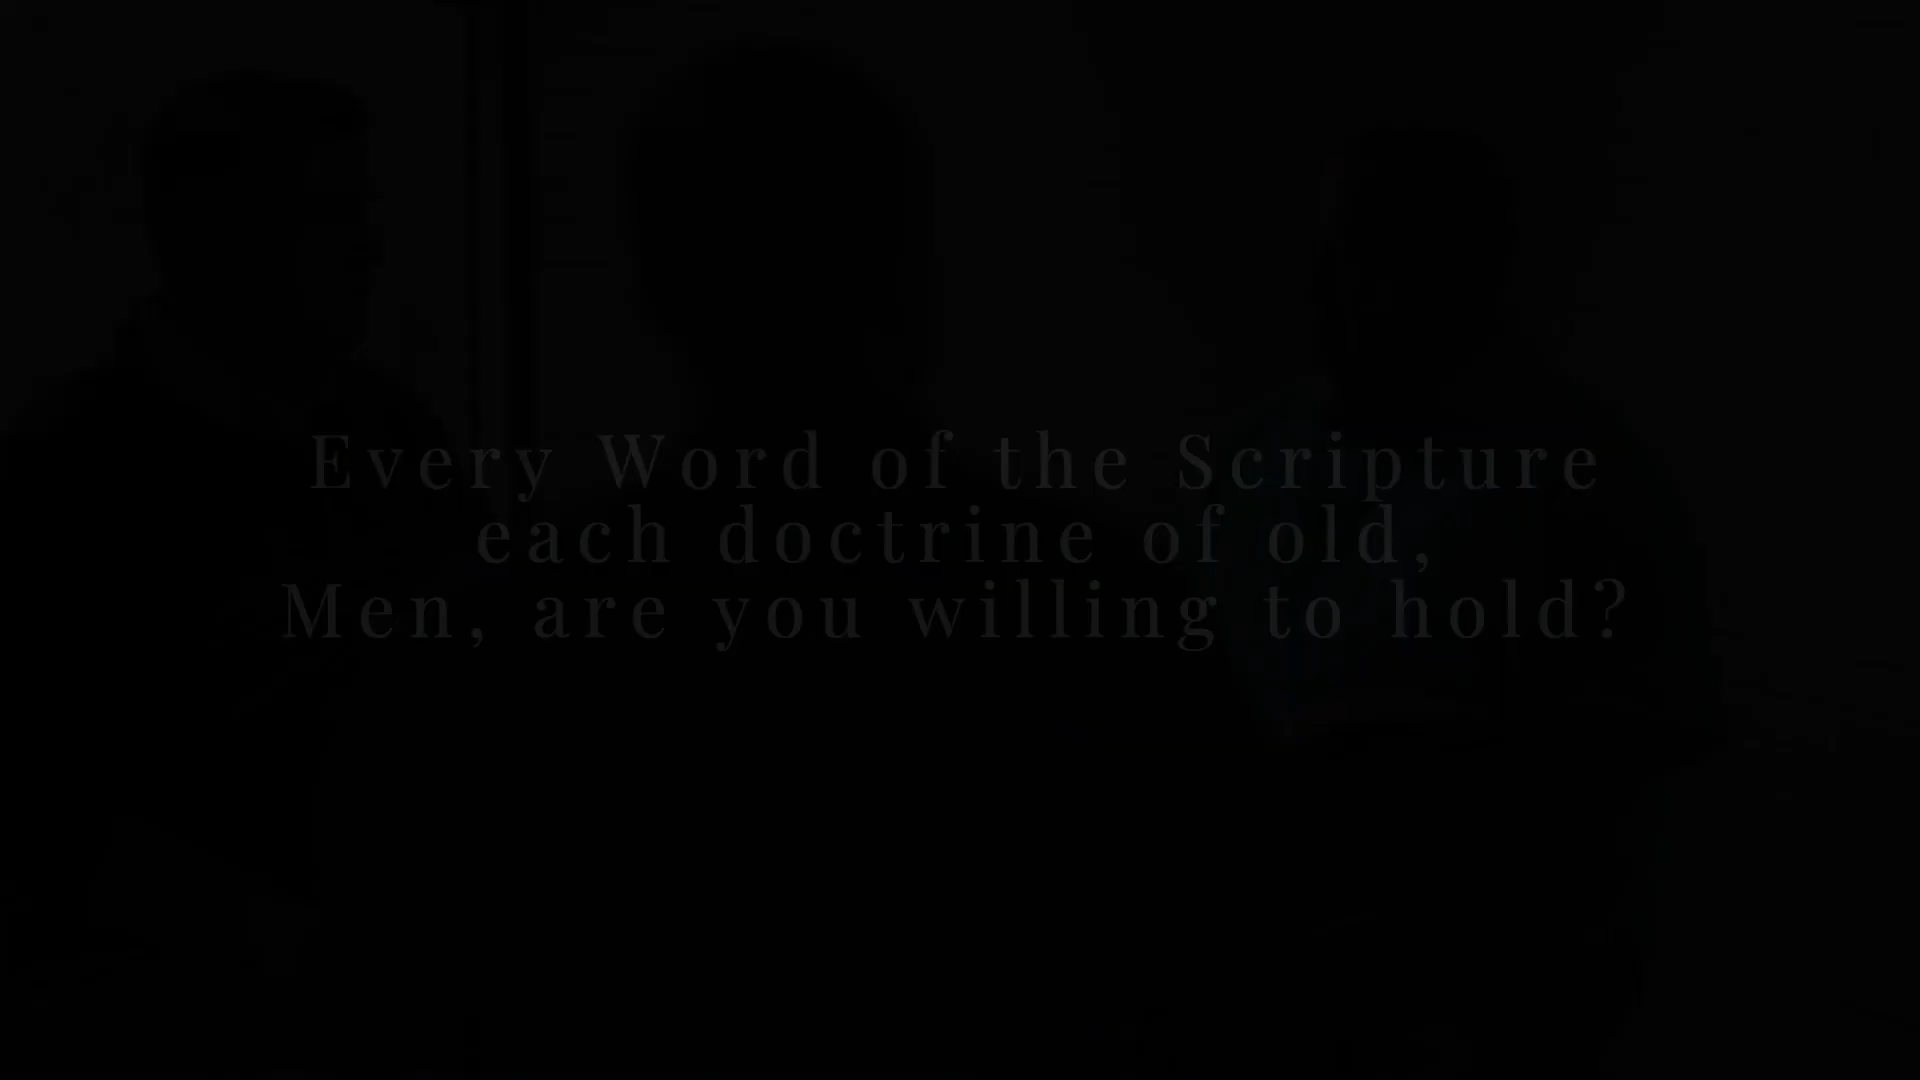 Every Word of the Scripture
each doctrine of old,
Men, are you willing to hold?